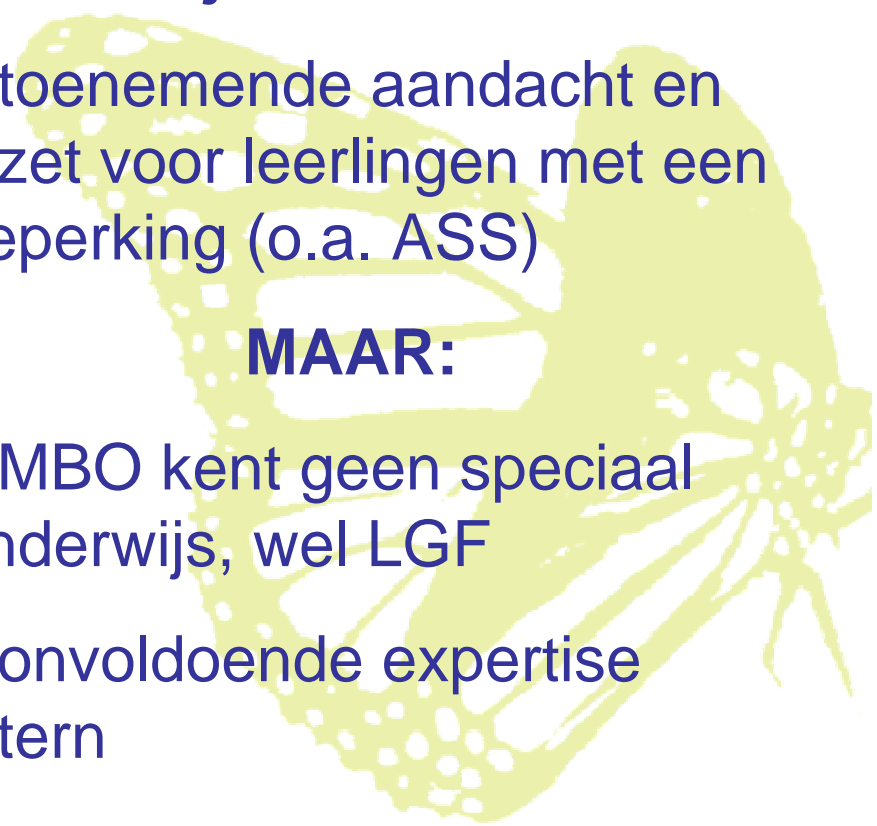 toenemende aandacht en
zet voor leerlingen met een
eperking (o.a. ASS)
MAAR:
MBO kent geen speciaal
nderwijs, wel LGF
onvoldoende expertise
tern